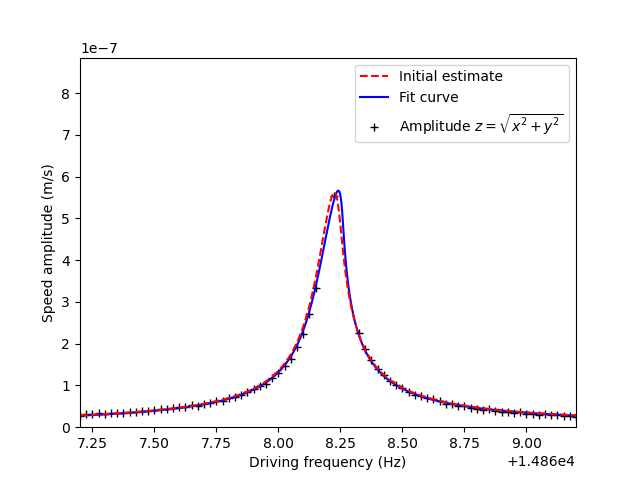 1e−7
Initial estimate
Fit curve
Amplitude z = √x² + y²
8
7
6
5
4
3
2
1
0
Speed amplitude (m/s)
7.25 7.50 7.75 8.00 8.25 8.50 8.75 9.00
Driving frequency (Hz)
+1.486e4